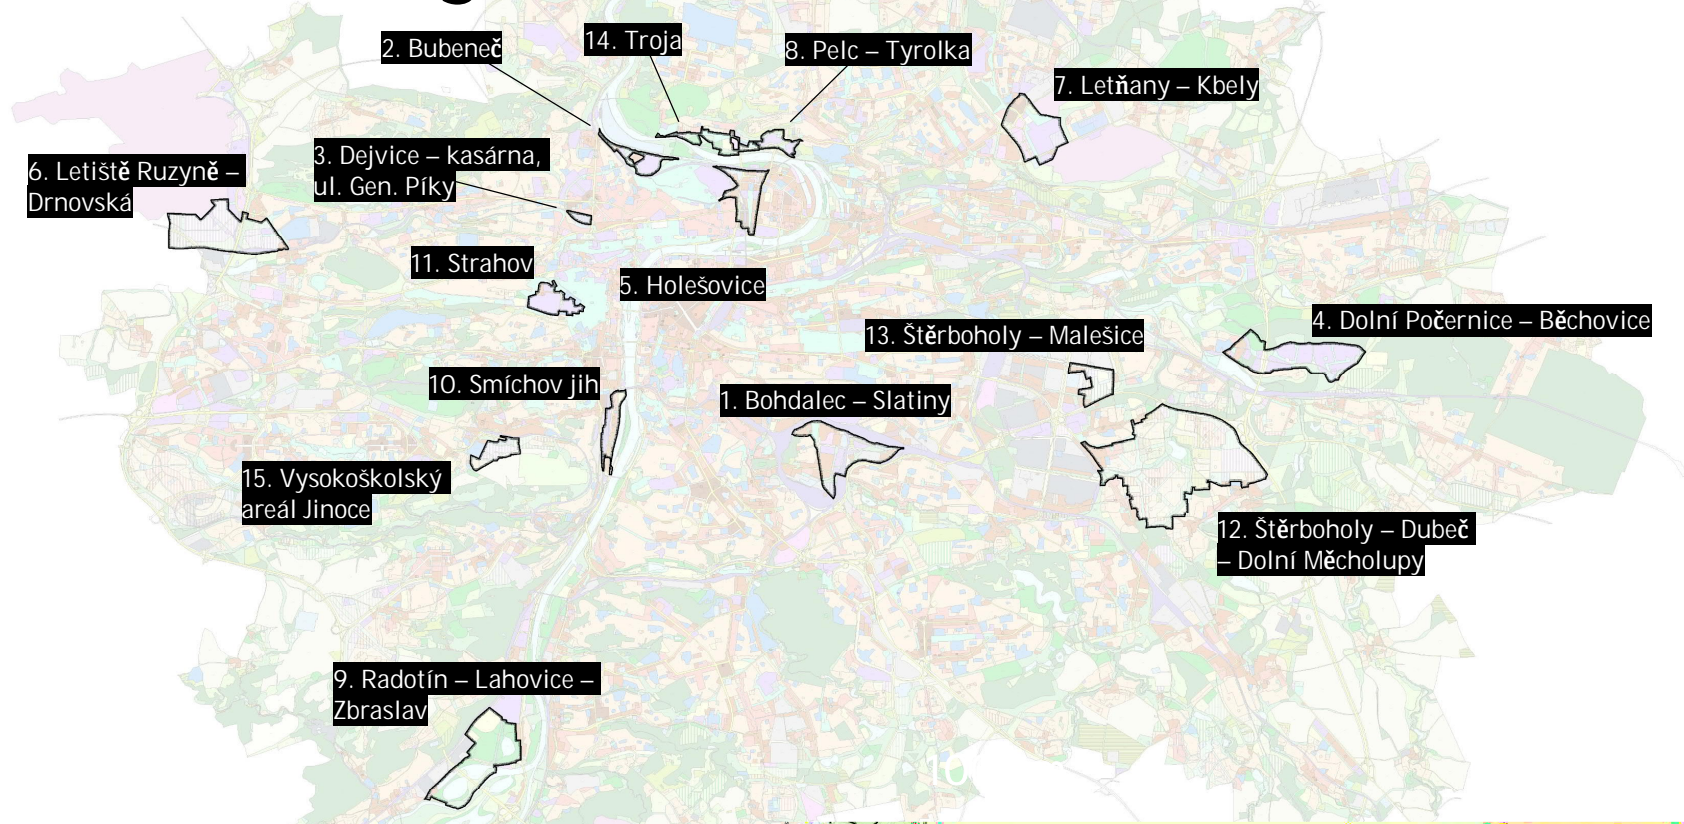 2. Bubeneč
14. Troja
8. Pelc – Tyrolka
7. Letňany – Kbely
3. Dejvice – kasárna,
ul. Gen. Píky
6. Letiště Ruzyně –
Drnovská
11. Strahov
5. Holešovice
4. Dolní Počernice – Běchovice
13. Štěrboholy – Malešice
10. Smíchov jih
1. Bohdalec – Slatiny
15. Vysokoškolský
areál Jinoce
12. Štěrboholy – Dubeč
– Dolní Měcholupy
9. Radotín – Lahovice –
Zbraslav